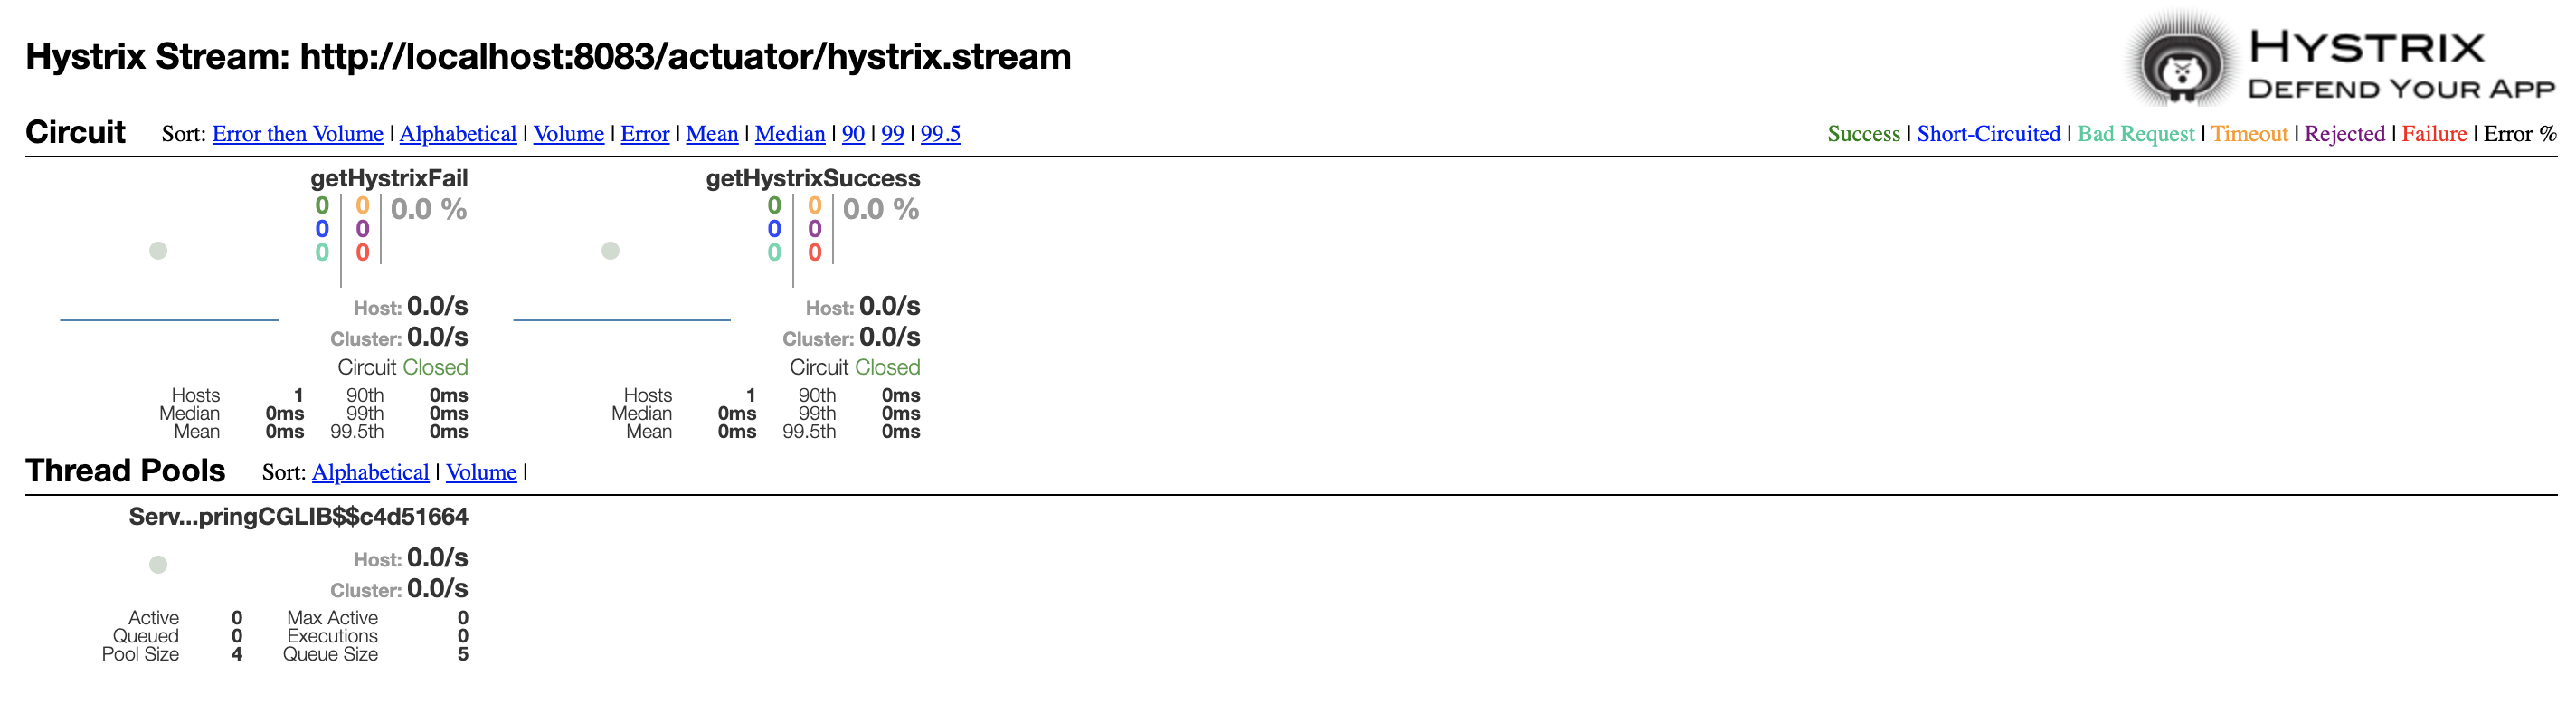 Hystrix Stream: http://localhost:8083/actuator/hystrix.stream
HYSTRIX
DEFEND YOUR APP
Circuit Sort: Error then Volume | Alphabetical | Volume | Error | Mean | Median | 90 | 99 | 99.5
Success | Short-Circuited | Bad Request | Timeout | Rejected | Failure | Error %
getHystrixFail
0 0 0.0 %
0 0
0 0
Host: 0.0/s
Cluster: 0.0/s
Circuit Closed
Hosts 1 90th 0ms
Median 0ms 99th 0ms
Mean 0ms 99.5th 0ms
getHystrixSuccess
0 0 0.0 %
0 0
0 0
Host: 0.0/s
Cluster: 0.0/s
Circuit Closed
Hosts 1 90th 0ms
Median 0ms 99th 0ms
Mean 0ms 99.5th 0ms
Thread Pools Sort: Alphabetical | Volume |
Serv...pringCGLIB$$c4d51664
Host: 0.0/s
Cluster: 0.0/s
Active 0 Max Active 0
Queued 0 Executions 0
Pool Size 4 Queue Size 5